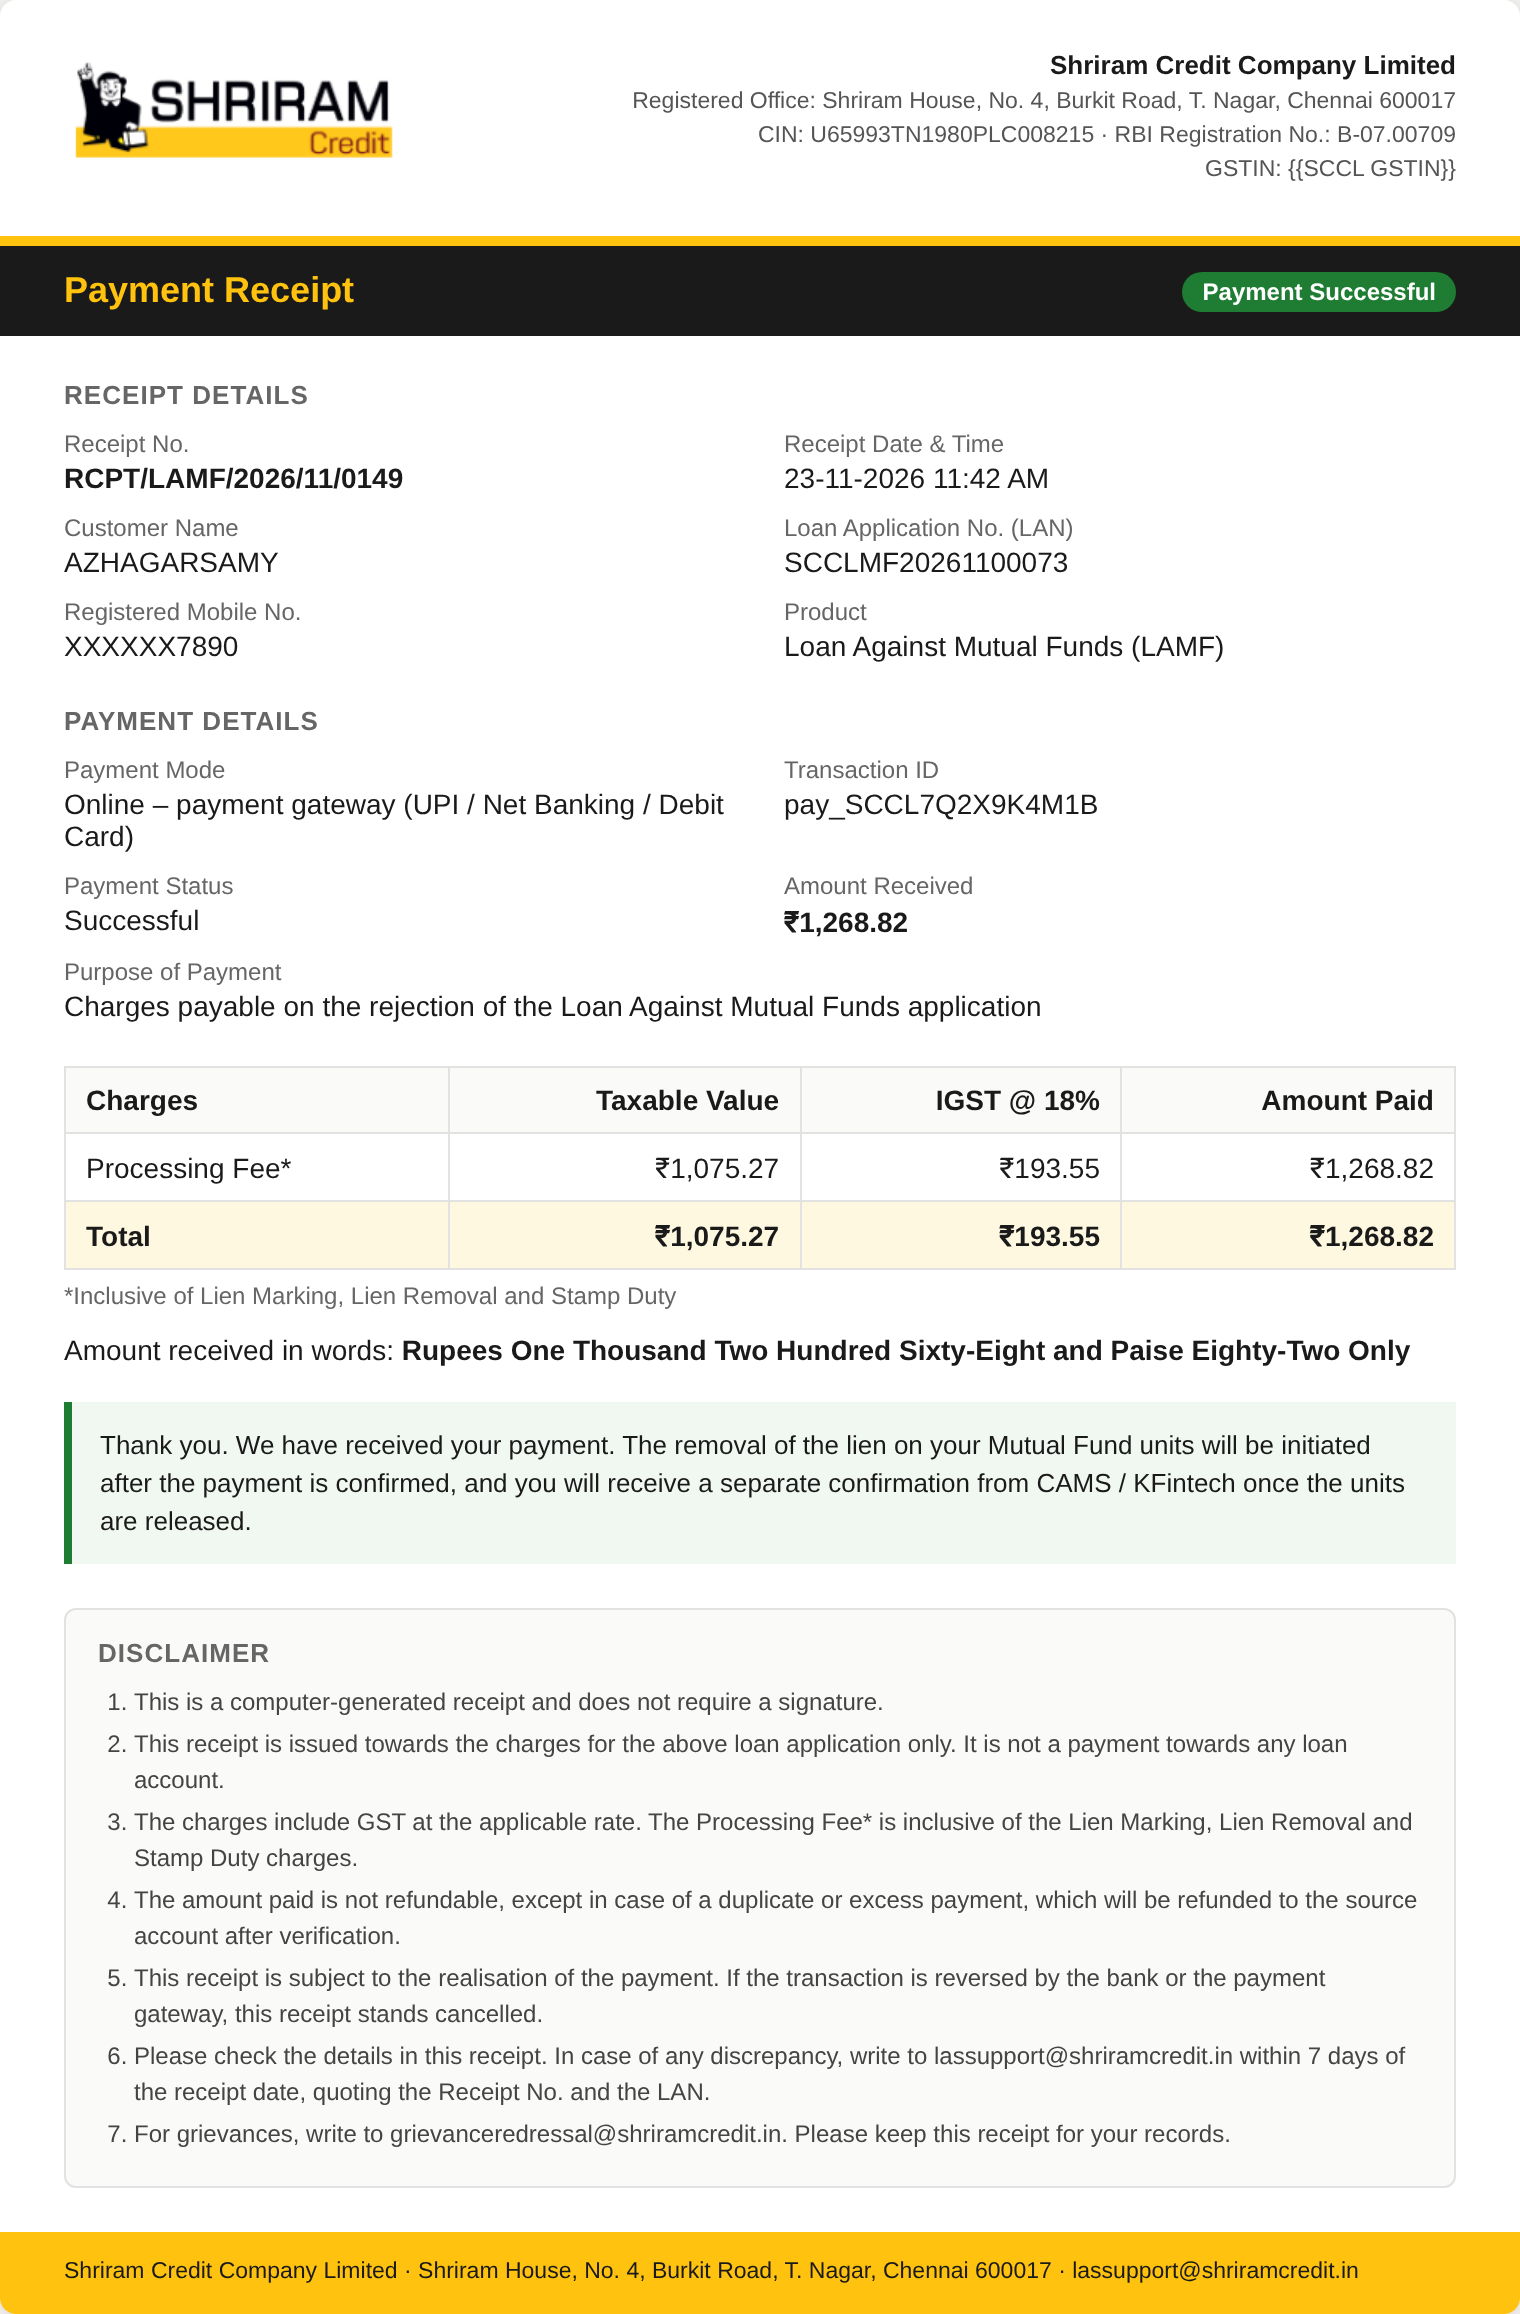 SHRIRAM
Credit
Shriram Credit Company Limited
Registered Office: Shriram House, No. 4, Burkit Road, T. Nagar, Chennai 600017
CIN: U65993TN1980PLC008215 · RBI Registration No.: B-07.00709
GSTIN: {{SCCL GSTIN}}
Payment Receipt
Payment Successful
RECEIPT DETAILS
Receipt No.
RCPT/LAMF/2026/11/0149
Receipt Date & Time
23-11-2026 11:42 AM
Customer Name
AZHAGARSAMY
Loan Application No. (LAN)
SCCLMF20261100073
Registered Mobile No.
XXXXXX7890
Product
Loan Against Mutual Funds (LAMF)
PAYMENT DETAILS
Payment Mode
Online – payment gateway (UPI / Net Banking / Debit
Card)
Transaction ID
pay_SCCL7Q2X9K4M1B
Payment Status
Successful
Amount Received
₹1,268.82
Purpose of Payment
Charges payable on the rejection of the Loan Against Mutual Funds application
Charges Taxable Value IGST @ 18% Amount Paid
Processing Fee* ₹1,075.27 ₹193.55 ₹1,268.82
Total ₹1,075.27 ₹193.55 ₹1,268.82
*Inclusive of Lien Marking, Lien Removal and Stamp Duty
Amount received in words: Rupees One Thousand Two Hundred Sixty-Eight and Paise Eighty-Two Only
Thank you. We have received your payment. The removal of the lien on your Mutual Fund units will be initiated
after the payment is confirmed, and you will receive a separate confirmation from CAMS / KFintech once the units
are released.
DISCLAIMER
1. This is a computer-generated receipt and does not require a signature.
2. This receipt is issued towards the charges for the above loan application only. It is not a payment towards any loan
account.
3. The charges include GST at the applicable rate. The Processing Fee* is inclusive of the Lien Marking, Lien Removal and
Stamp Duty charges.
4. The amount paid is not refundable, except in case of a duplicate or excess payment, which will be refunded to the source
account after verification.
5. This receipt is subject to the realisation of the payment. If the transaction is reversed by the bank or the payment
gateway, this receipt stands cancelled.
6. Please check the details in this receipt. In case of any discrepancy, write to lassupport@shriramcredit.in within 7 days of
the receipt date, quoting the Receipt No. and the LAN.
7. For grievances, write to grievanceredressal@shriramcredit.in. Please keep this receipt for your records.
Shriram Credit Company Limited · Shriram House, No. 4, Burkit Road, T. Nagar, Chennai 600017 · lassupport@shriramcredit.in